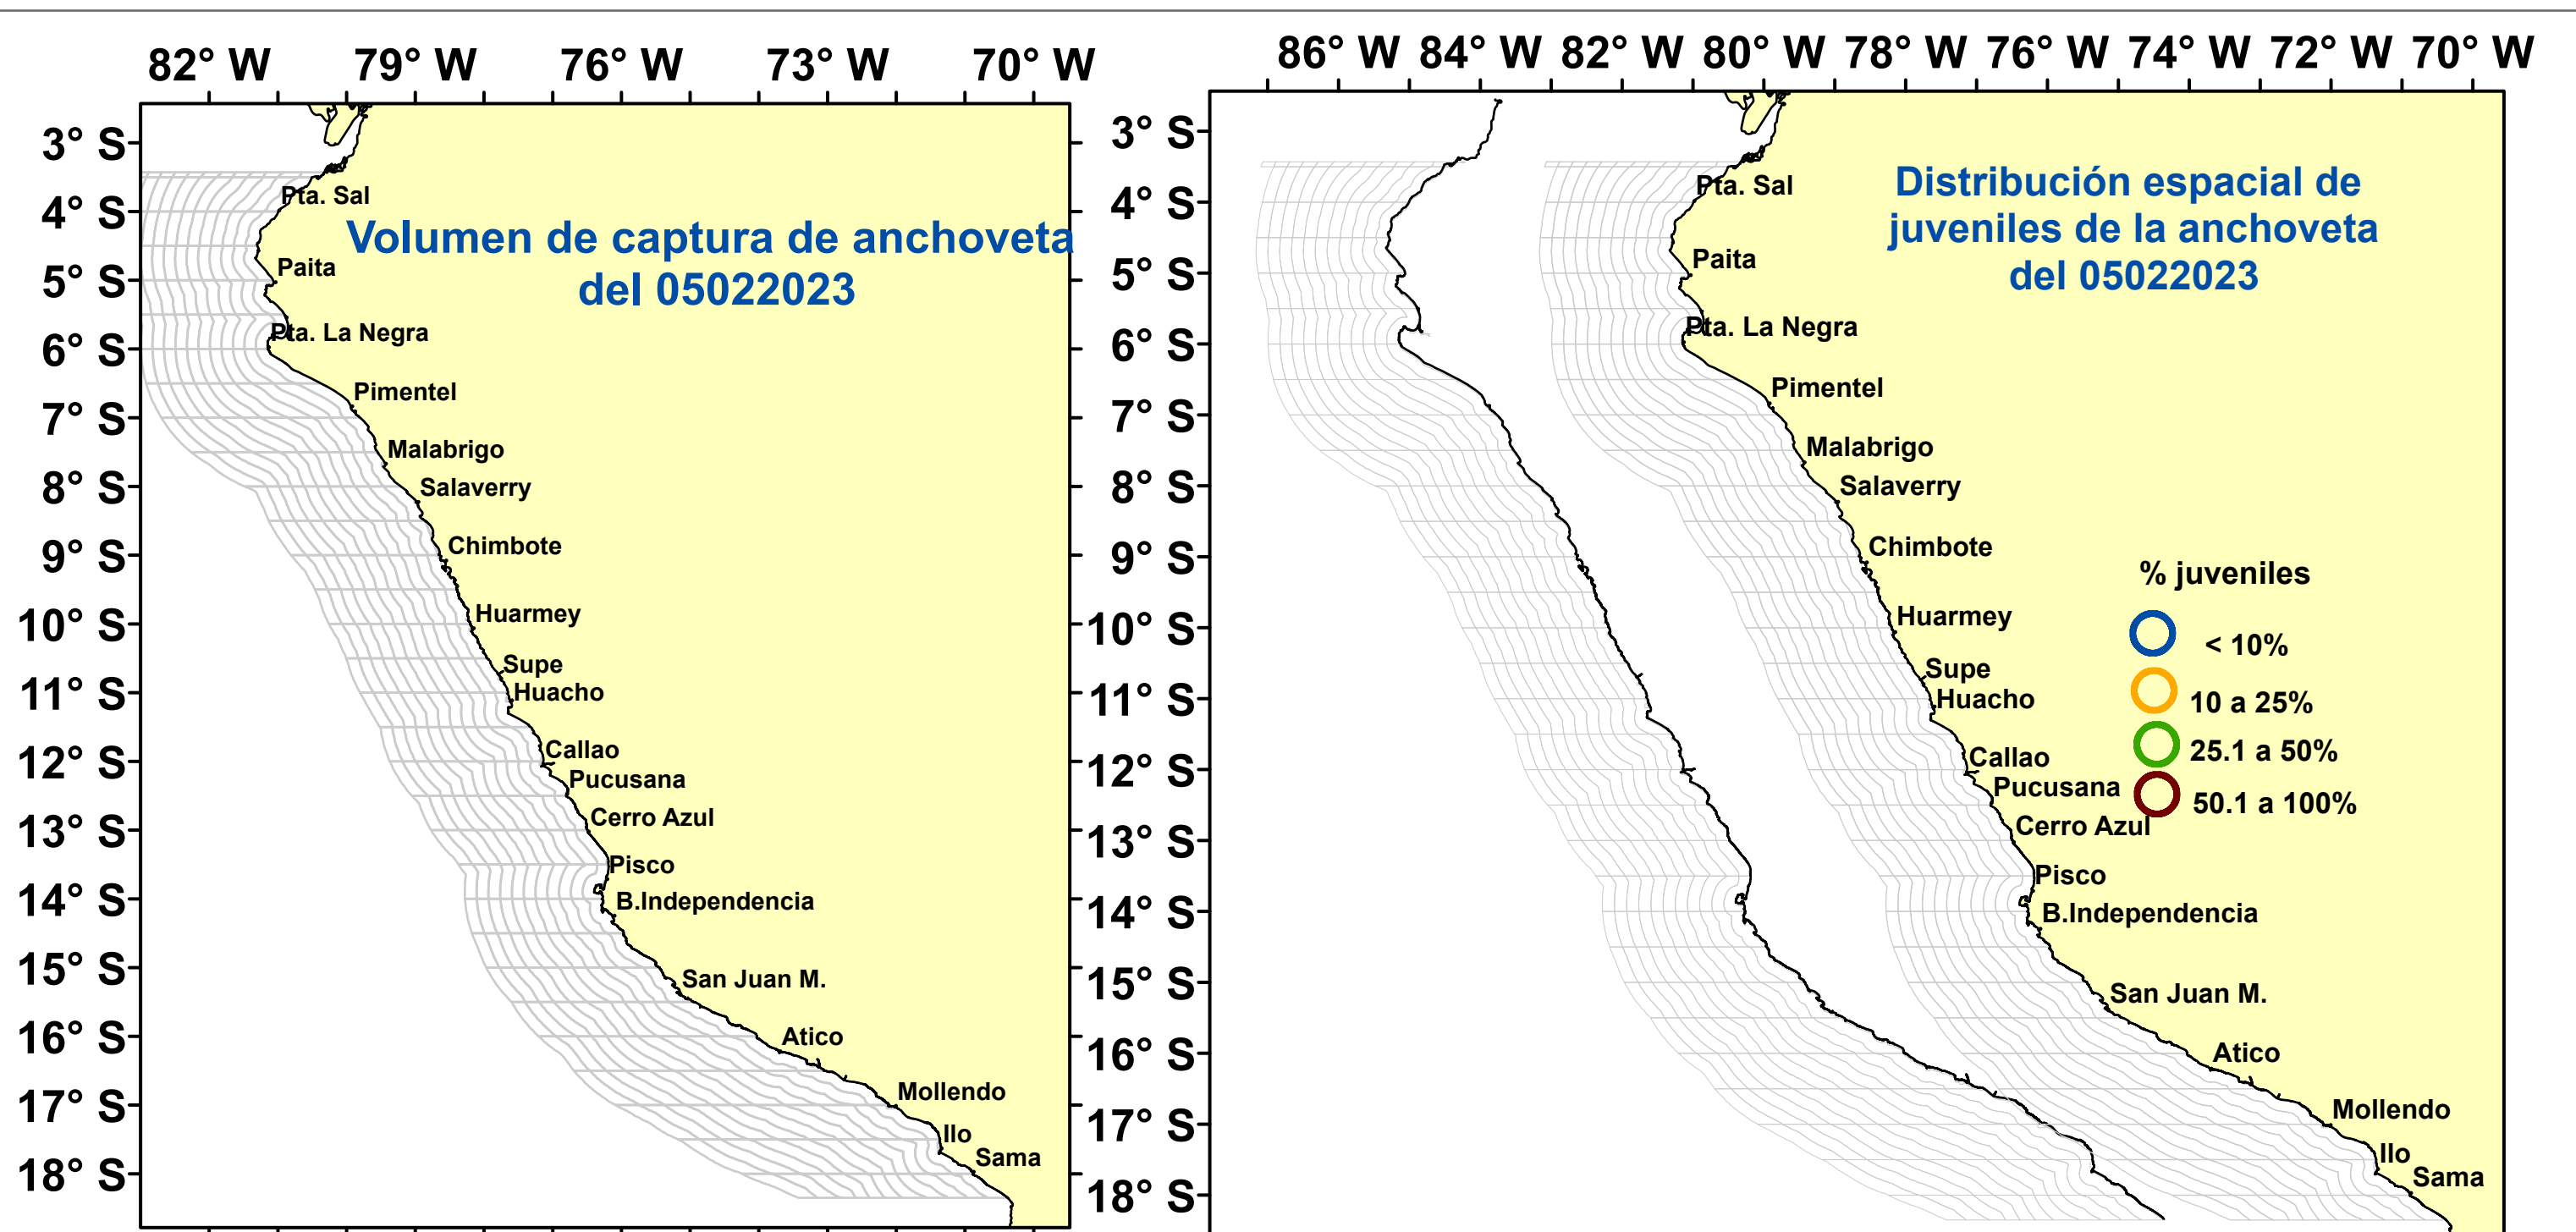 82° W 79° W 76° W 73° W 70° W
3° S
4° S
5° S
6° S
7° S
8° S
9° S
10° S
11° S
12° S
13° S
14° S
15° S
16° S
17° S
18° S
Volumen de captura de anchoveta
del 05022023
Pta. Sal
Paita
Pta. La Negra
Pimentel
Malabrigo
Salaverry
Chimbote
Huarmey
Supe
Huacho
Callao
Pucusana
Cerro Azul
Pisco
B.Independencia
San Juan M.
Atico
Mollendo
Ilo
Sama
86° W 84° W 82° W 80° W 78° W 76° W 74° W 72° W 70° W
3° S
4° S
5° S
6° S
7° S
8° S
9° S
10° S
11° S
12° S
13° S
14° S
15° S
16° S
17° S
18° S
Distribución espacial de
juveniles de la anchoveta
del 05022023
Pta. Sal
Paita
Pta. La Negra
Pimentel
Malabrigo
Salaverry
Chimbote
Huarmey
Supe
Huacho
Callao
Pucusana
Cerro Azul
Pisco
B.Independencia
San Juan M.
Atico
Mollendo
Ilo
Sama
% juveniles
< 10%
10 a 25%
25.1 a 50%
50.1 a 100%